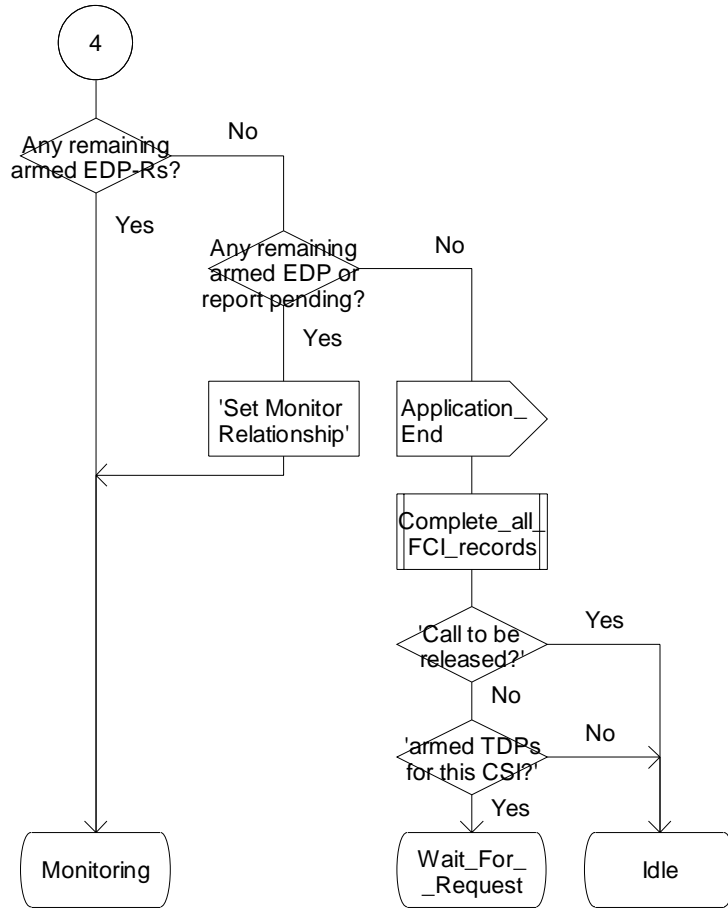 4
Any remaining
armed EDP-Rs?
No
Yes
Any remaining
armed EDP or
report pending?
No
Yes
'Set Monitor
Relationship'
Application_
End
Complete_all_
FCI_records
'Call to be
released?'
Yes
No
'armed TDPs
for this CSI?'
No
Yes
Monitoring
Wait_For_
_Request
Idle